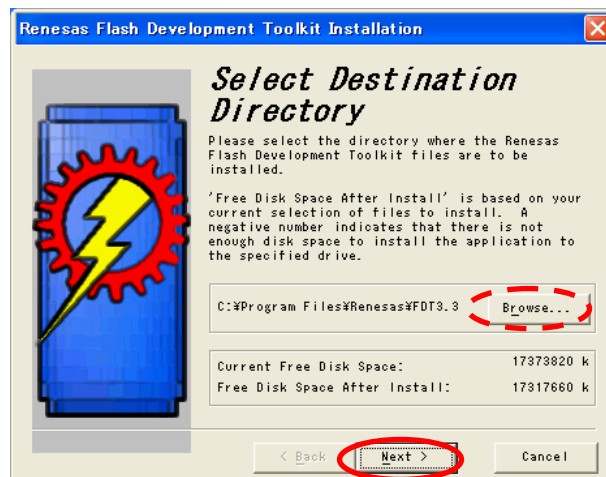 Renesas Flash Development Toolkit Installation
Select Destination
Directory
Please select the directory where the Renesas
Flash Development Toolkit files are to be
installed.
'Free Disk Space After Install' is based on your
current selection of files to install.  A
negative number indicates that there is not
enough disk space to install the application to
the specified drive.
C:¥Program Files¥Renesas¥FDT3.3
Browse...
Current Free Disk Space: 17373820 k
Free Disk Space After Install: 17317660 k
< Back
Next >
Cancel